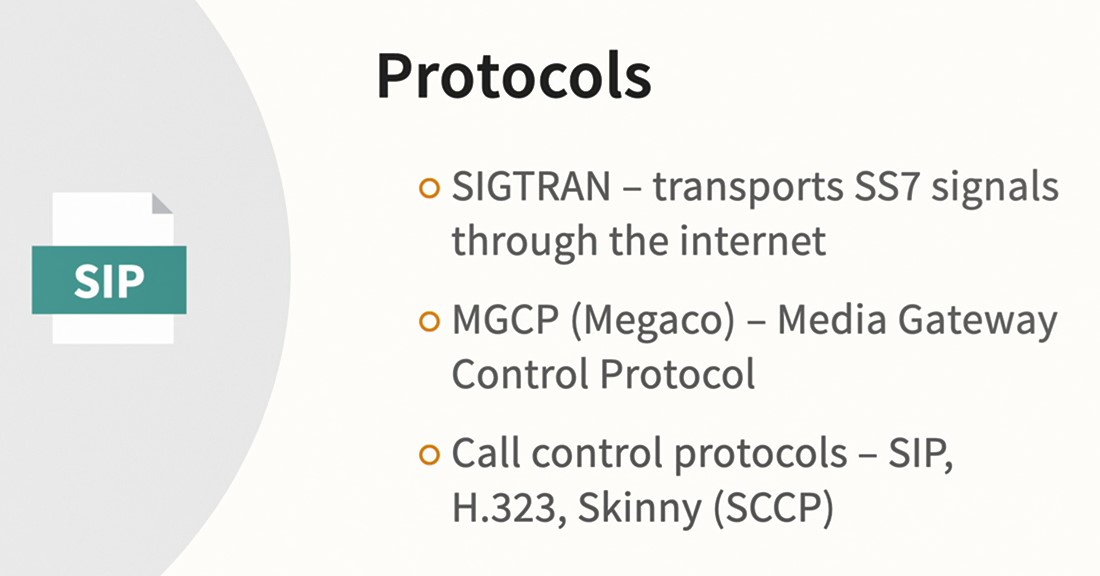 Protocols
SIGTRAN – transports SS7 signals
through the internet
SIP
MGCP (Megaco) – Media Gateway
Control Protocol
Call control protocols – SIP,
H.323, Skinny (SCCP)